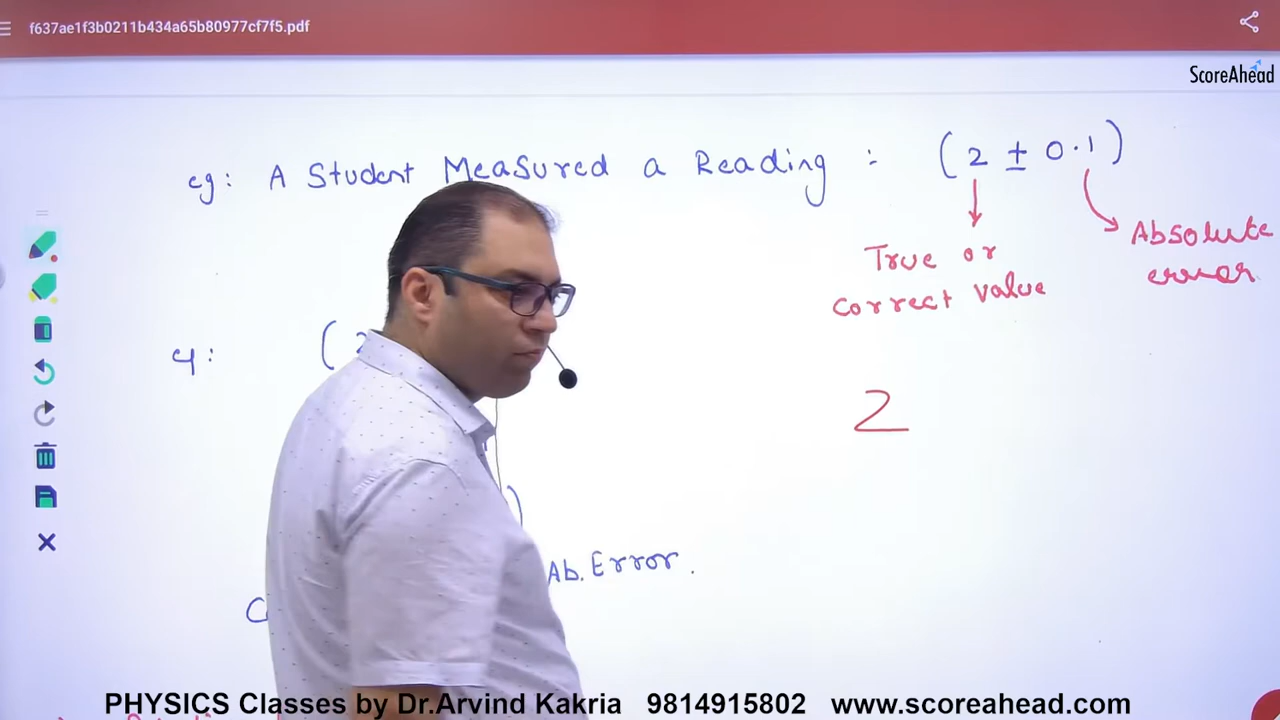 f637ae1f3b0211b434a65b80977cf7f5.pdf
ScoreAhead
eg: A Student Measured a Reading : (2 ± 0.1)
True or
correct value
Absolute
error
2
Ab. Error.
PHYSICS Classes by Dr.Arvind Kakria 9814915802 www.scoreahead.com